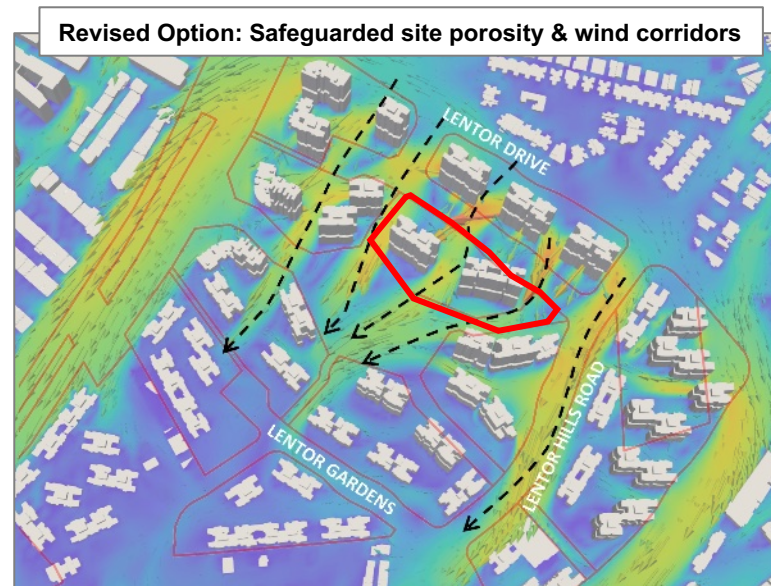 Revised Option: Safeguarded site porosity & wind corridors
LENTOR DRIVE
LENTOR HILLS ROAD
LENTOR GARDENS